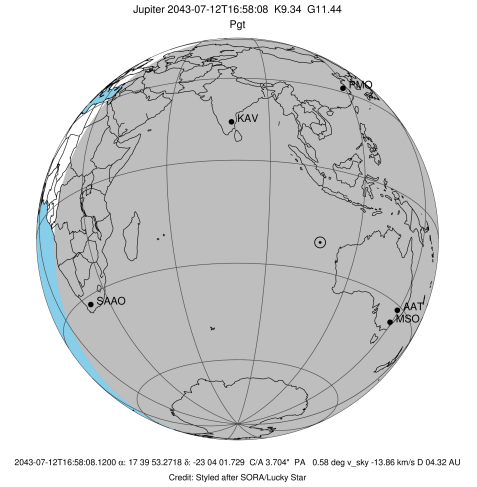 Jupiter 2043-07-12T16:58:08 K9.34 G11.44
Pgt
PMO
KAV
SAAO
AAT
MSO
2043-07-12T16:58:08.1200 α: 17 39 53.2718 δ: -23 04 01.729 C/A 3.704" PA 0.58 deg v_sky -13.86 km/s D 04.32 AU
Credit: Styled after SORA/Lucky Star